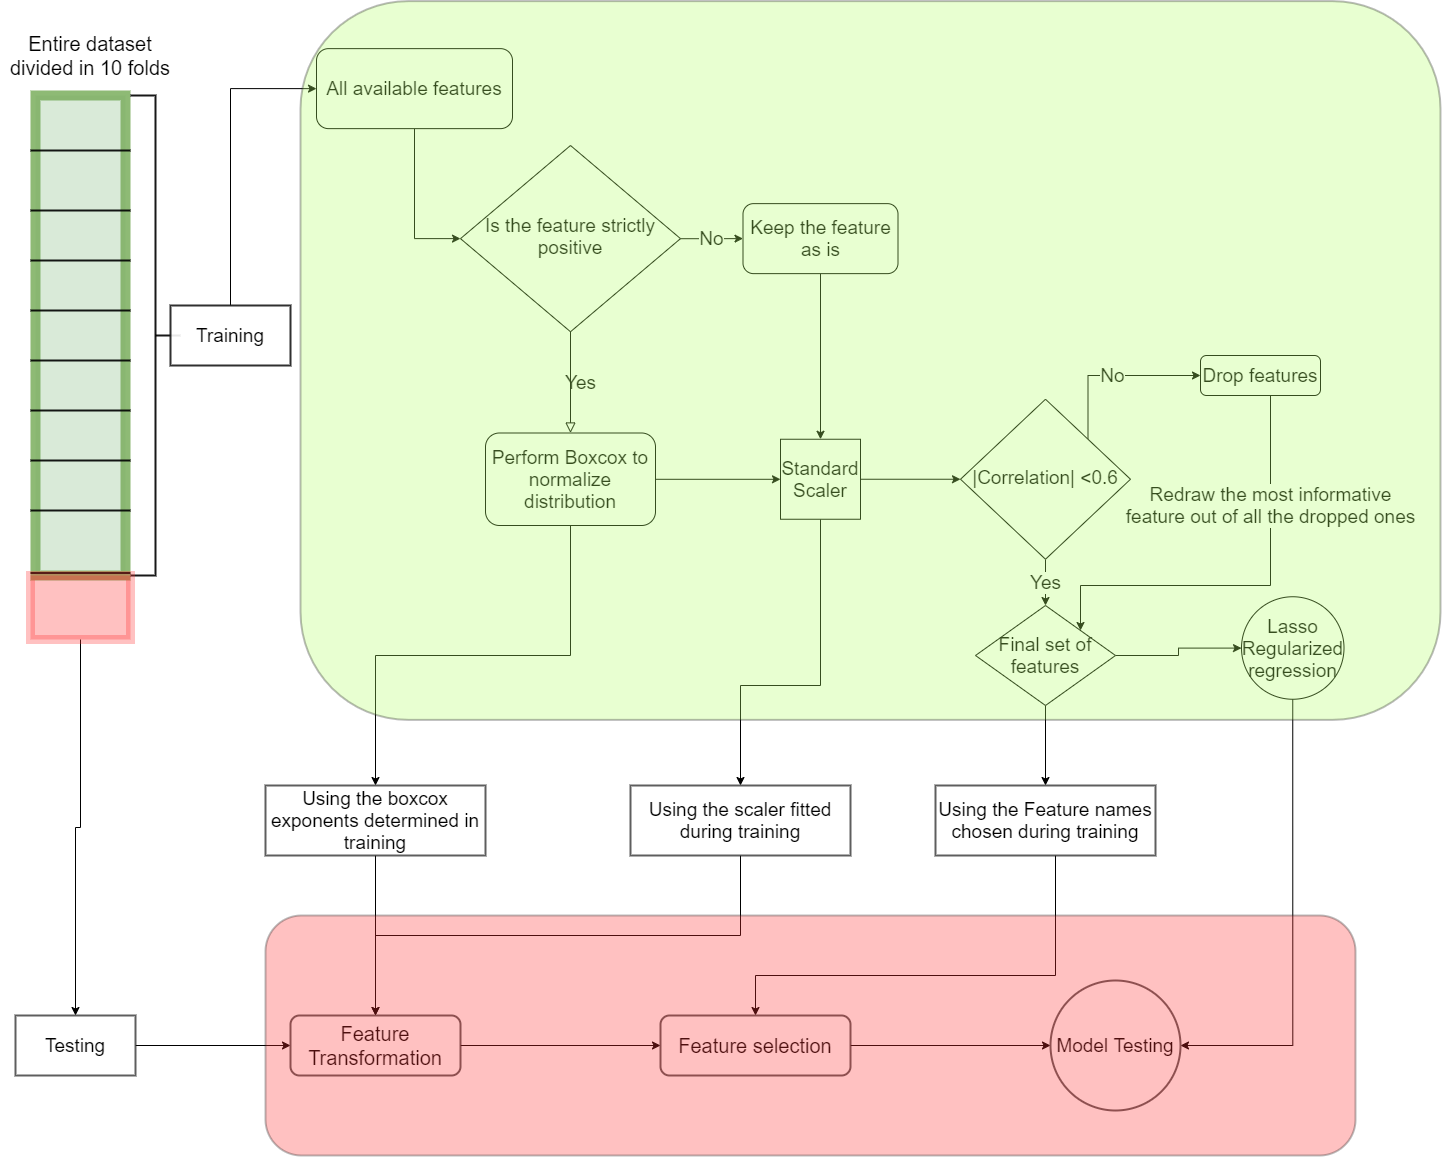 Entire dataset
divided in 10 folds
All available features
Is the feature strictly
positive
No
Keep the feature
as is
Training
Yes
No
Drop features
Perform Boxcox to
normalize
distribution
Standard
Scaler
|Correlation| <0.6
Redraw the most informative
feature out of all the dropped ones
Yes
Final set of
features
Lasso
Regularized
regression
Using the boxcox
exponents determined in
training
Using the scaler fitted
during training
Using the Feature names
chosen during training
Testing
Feature
Transformation
Feature selection
Model Testing